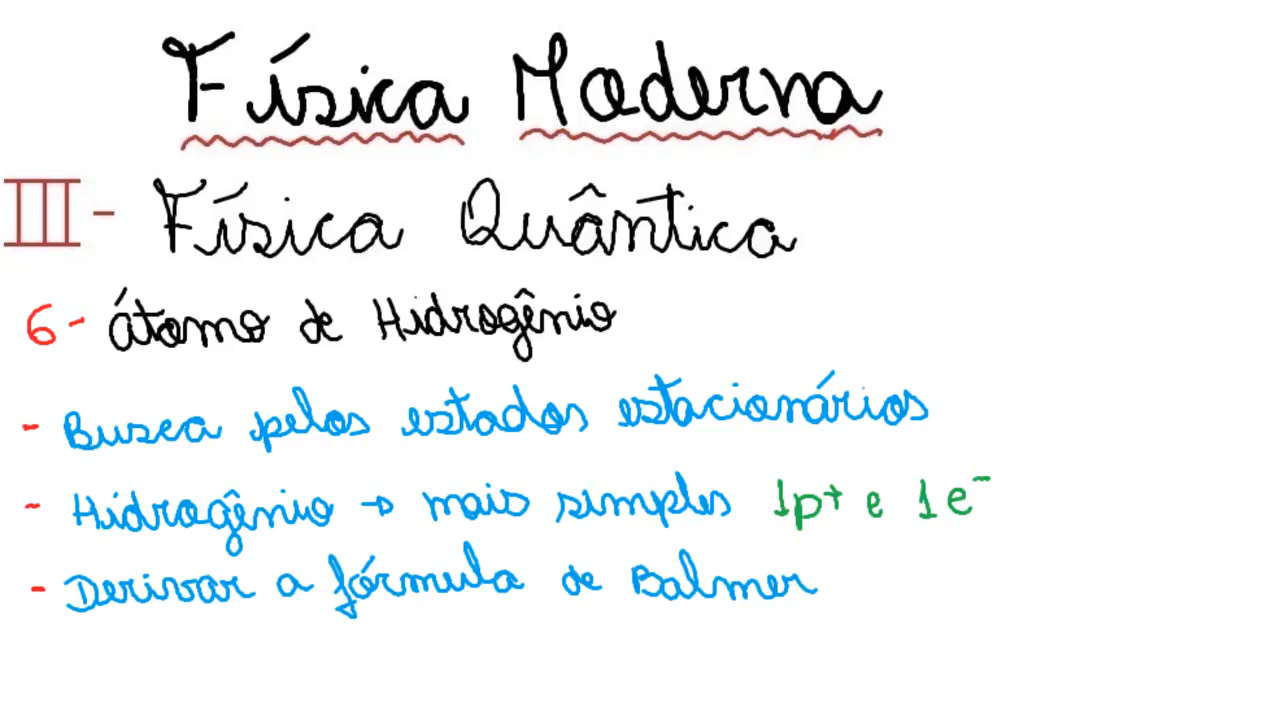 Física Moderna
III- Física Quântica
6- átomo de Hidrogênio
- Busca pelos estados estacionários
- Hidrogênio → mais simples 1p+ e 1e⁻
- Derivar a fórmula de Balmer